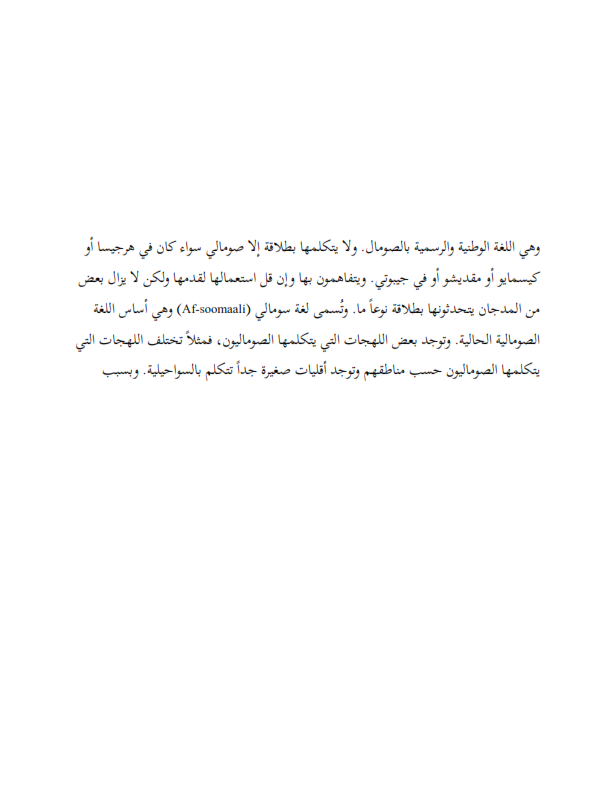 وهي اللغة الوطنية والرسمية بالصومال. ولا يتكلمها بطلاقة إلا صومالي سواء كان في هرجيسا أو
كيسمايو أو مقديشو أو في جيبوتي. ويتفاهمون بها وإن قل استعمالها لقدمها ولكن لا يزال بعض
من المدجان يتحدثونها بطلاقة نوعاً ما. وتُسمى لغة سومالي (Af-soomaali) وهي أساس اللغة
الصومالية الحالية. وتوجد بعض اللهجات التي يتكلمها الصوماليون، فمثلاً تختلف اللهجات التي
يتكلمها الصوماليون حسب مناطقهم وتوجد أقليات صغيرة جداً تتكلم بالسواحيلية. وبسبب